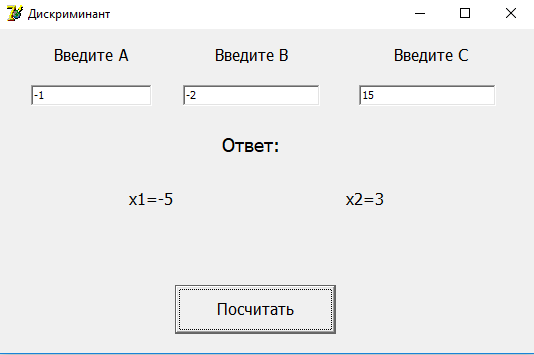 Дискриминант
Введите A Введите B Введите C
-1 -2 15
Ответ:
x1=-5 x2=3
Посчитать